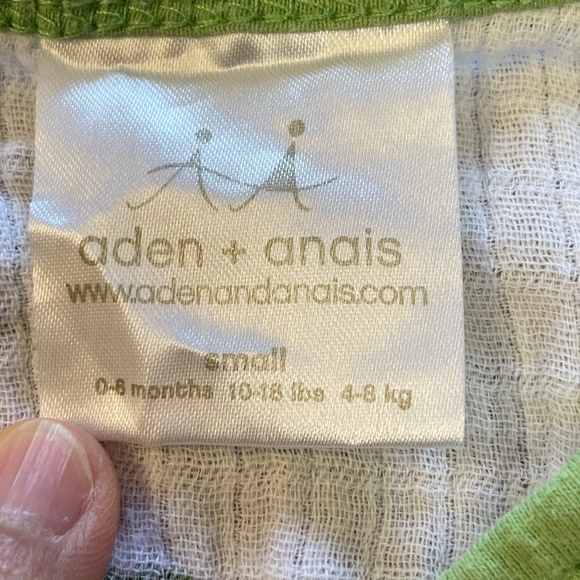 aden + anais
www.adenandanais.com
small
0-6 months 10-18 lbs 4-8 kg